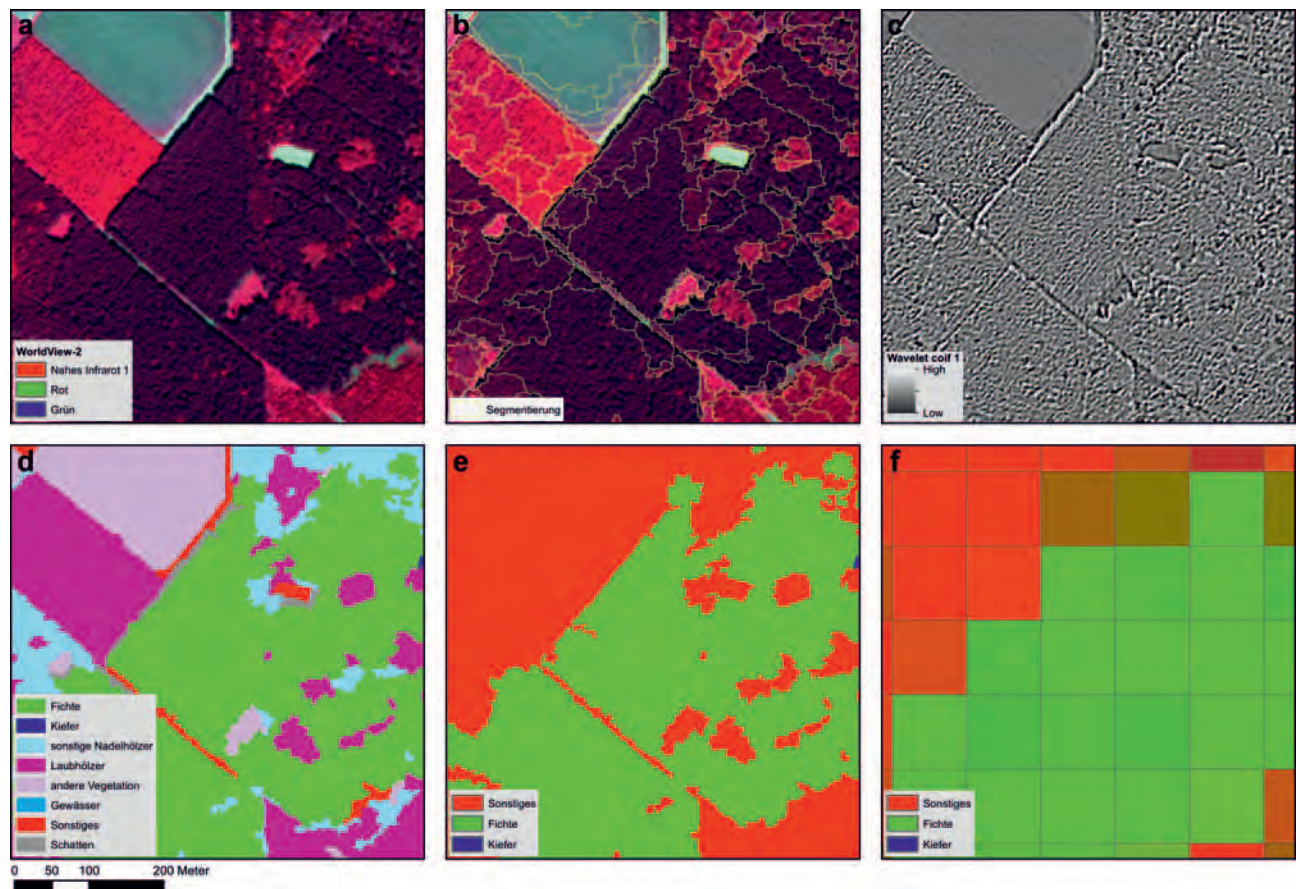 a
WorldView-2
Nahes Infrarot 1
Rot
Grün
b
Segmentierung
c
Wavelet coif 1
High
Low
d
Fichte
Kiefer
sonstige Nadelhölzer
Laubhölzer
andere Vegetation
Gewässer
Sonstiges
Schatten
e
Sonstiges
Fichte
Kiefer
f
Sonstiges
Fichte
Kiefer
0 50 100 200 Meter